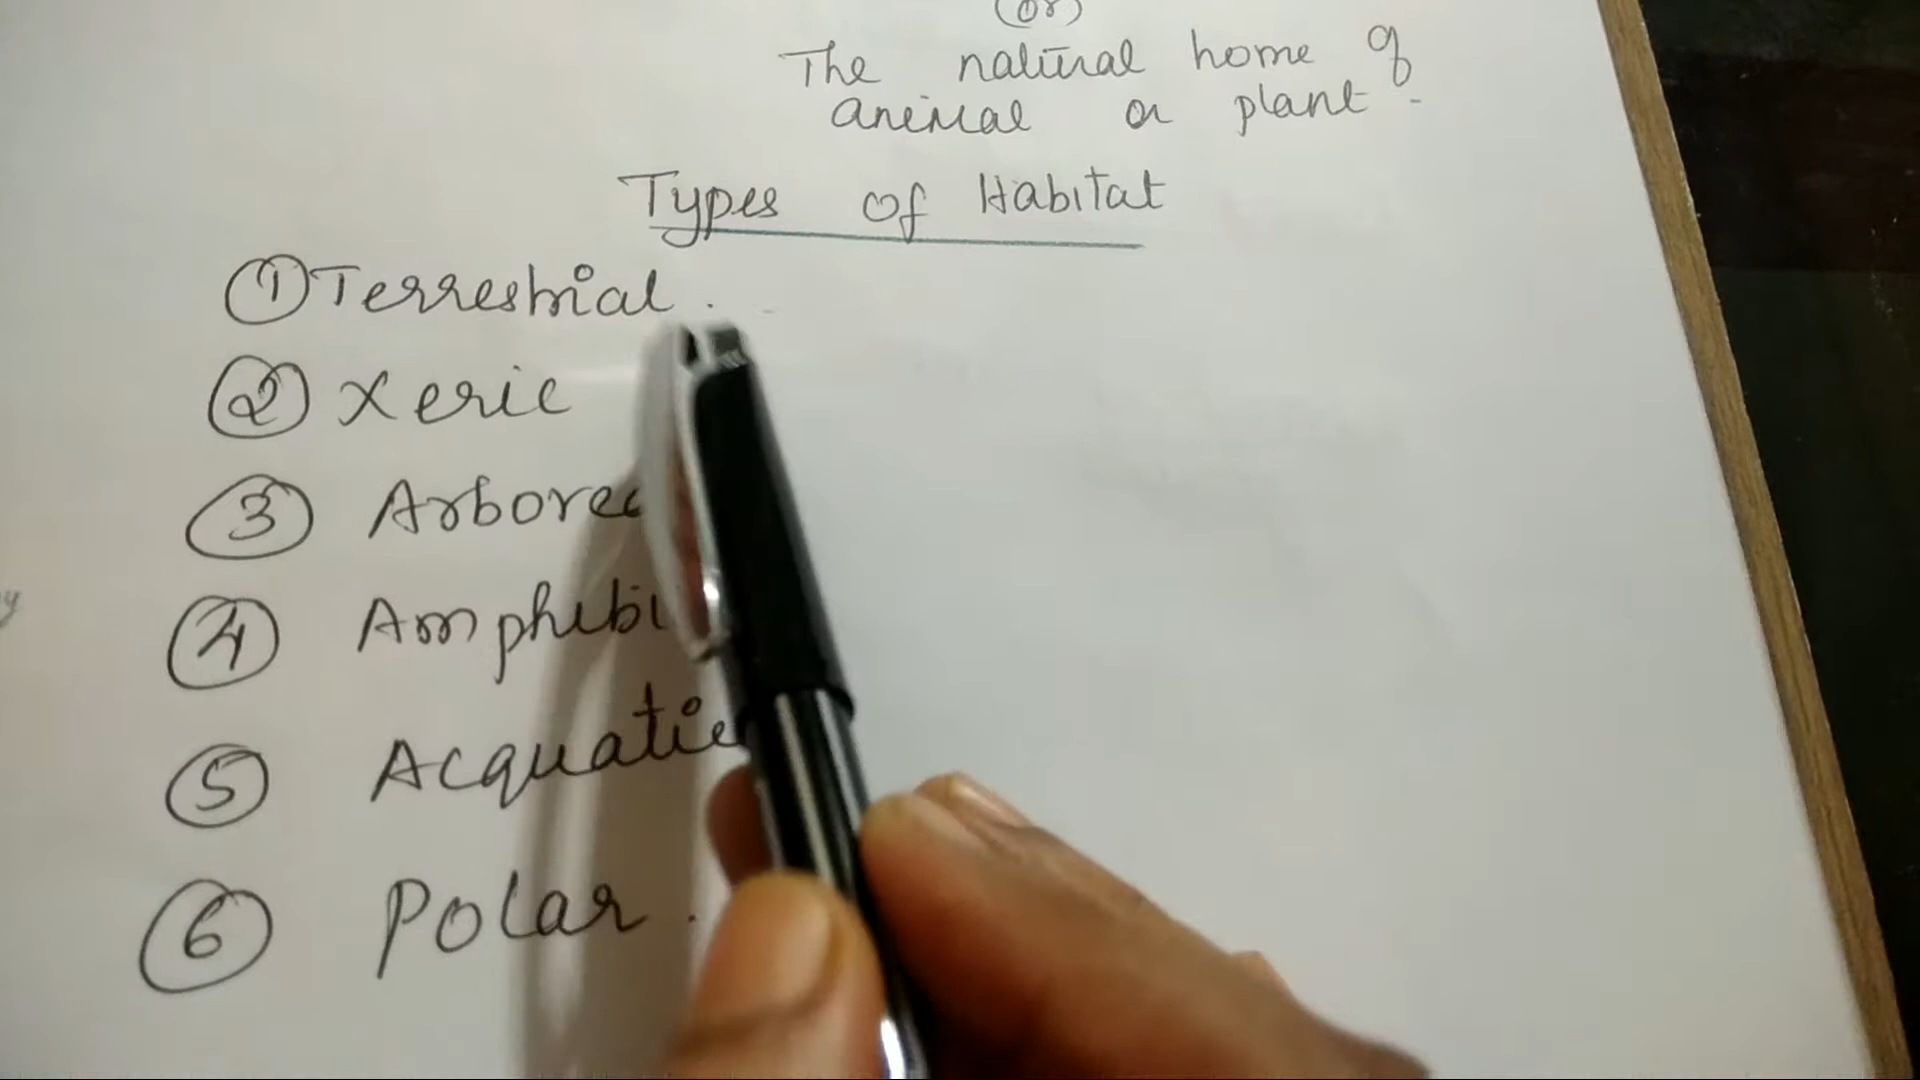 (or)
The natural home of
animal or plant.
Types of Habitat
① Terrestrial.
② Xeric
③ Arborea
④ Amphibi
⑤ Acquatic
⑥ Polar.